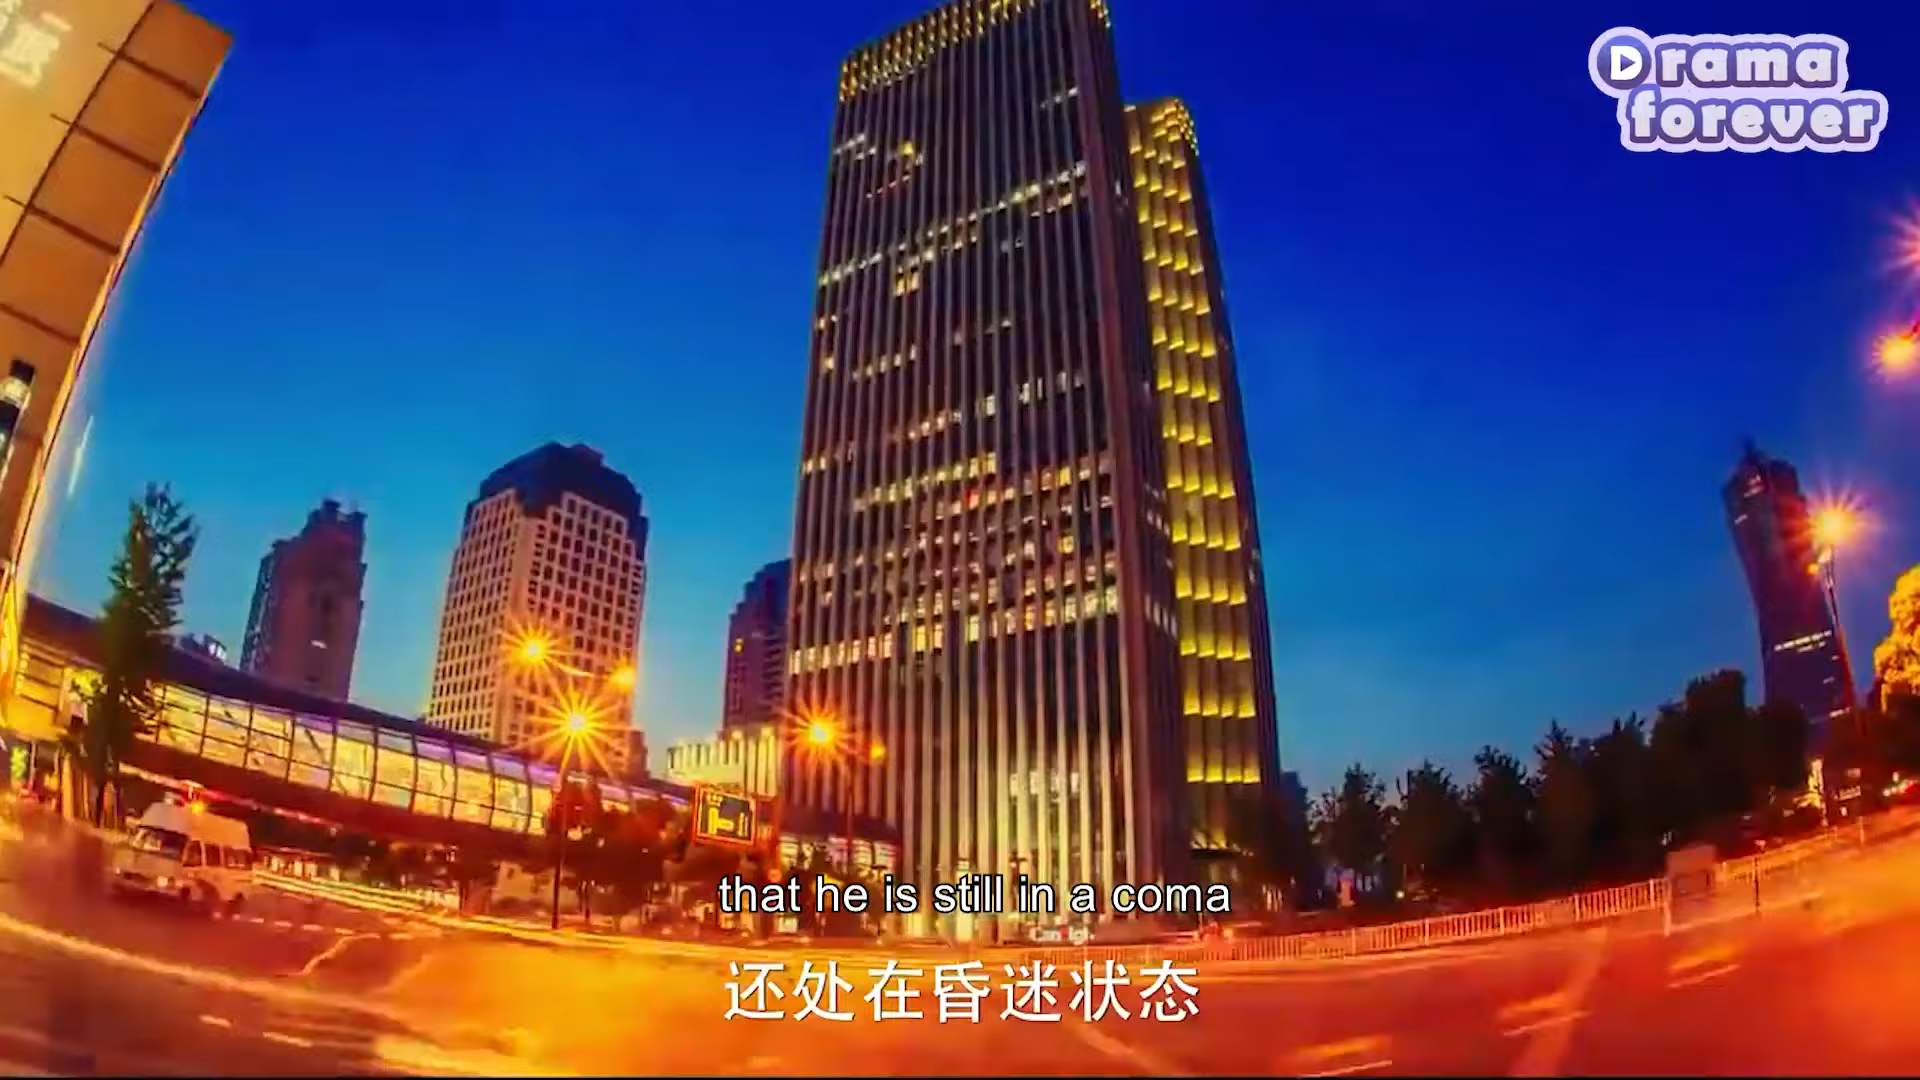 Drama
forever
that he is still in a coma
还处在昏迷状态